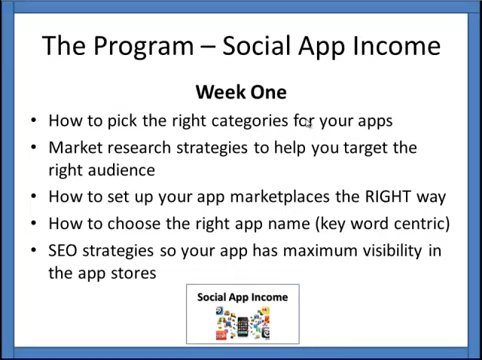 The Program – Social App Income
Week One
• How to pick the right categories for your apps
• Market research strategies to help you target the
right audience
• How to set up your app marketplaces the RIGHT way
• How to choose the right app name (key word centric)
• SEO strategies so your app has maximum visibility in
the app stores
Social App Income